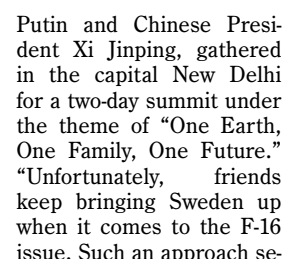 Putin and Chinese Presi-
dent Xi Jinping, gathered
in the capital New Delhi
for a two-day summit under
the theme of “One Earth,
One Family, One Future.”
“Unfortunately, friends
keep bringing Sweden up
when it comes to the F-16
issue. Such an approach se-